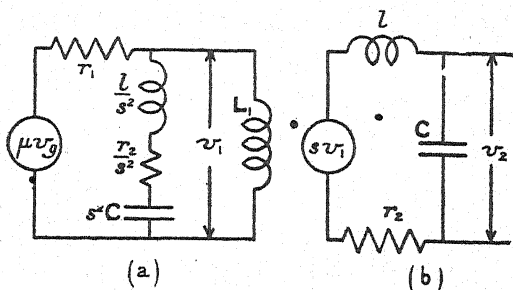 r₁
l/s²
r₂/s²
s²C
μv_g
v₁
L₁
(a)
l
sv₁
C
v₂
r₂
(b)